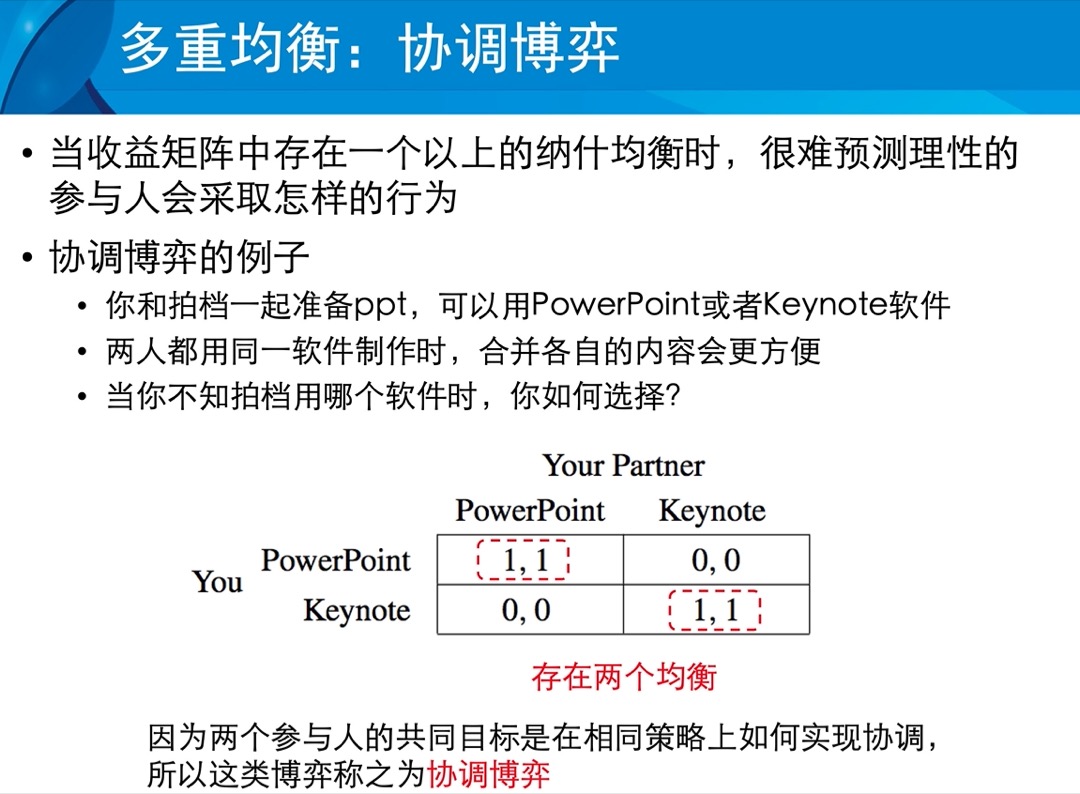 多重均衡：协调博弈
• 当收益矩阵中存在一个以上的纳什均衡时，很难预测理性的
参与人会采取怎样的行为
• 协调博弈的例子
• 你和拍档一起准备ppt，可以用PowerPoint或者Keynote软件
• 两人都用同一软件制作时，合并各自的内容会更方便
• 当你不知拍档用哪个软件时，你如何选择?
Your Partner
PowerPoint Keynote
PowerPoint 1, 1 0, 0
You
Keynote 0, 0 1, 1
存在两个均衡
因为两个参与人的共同目标是在相同策略上如何实现协调，
所以这类博弈称之为协调博弈